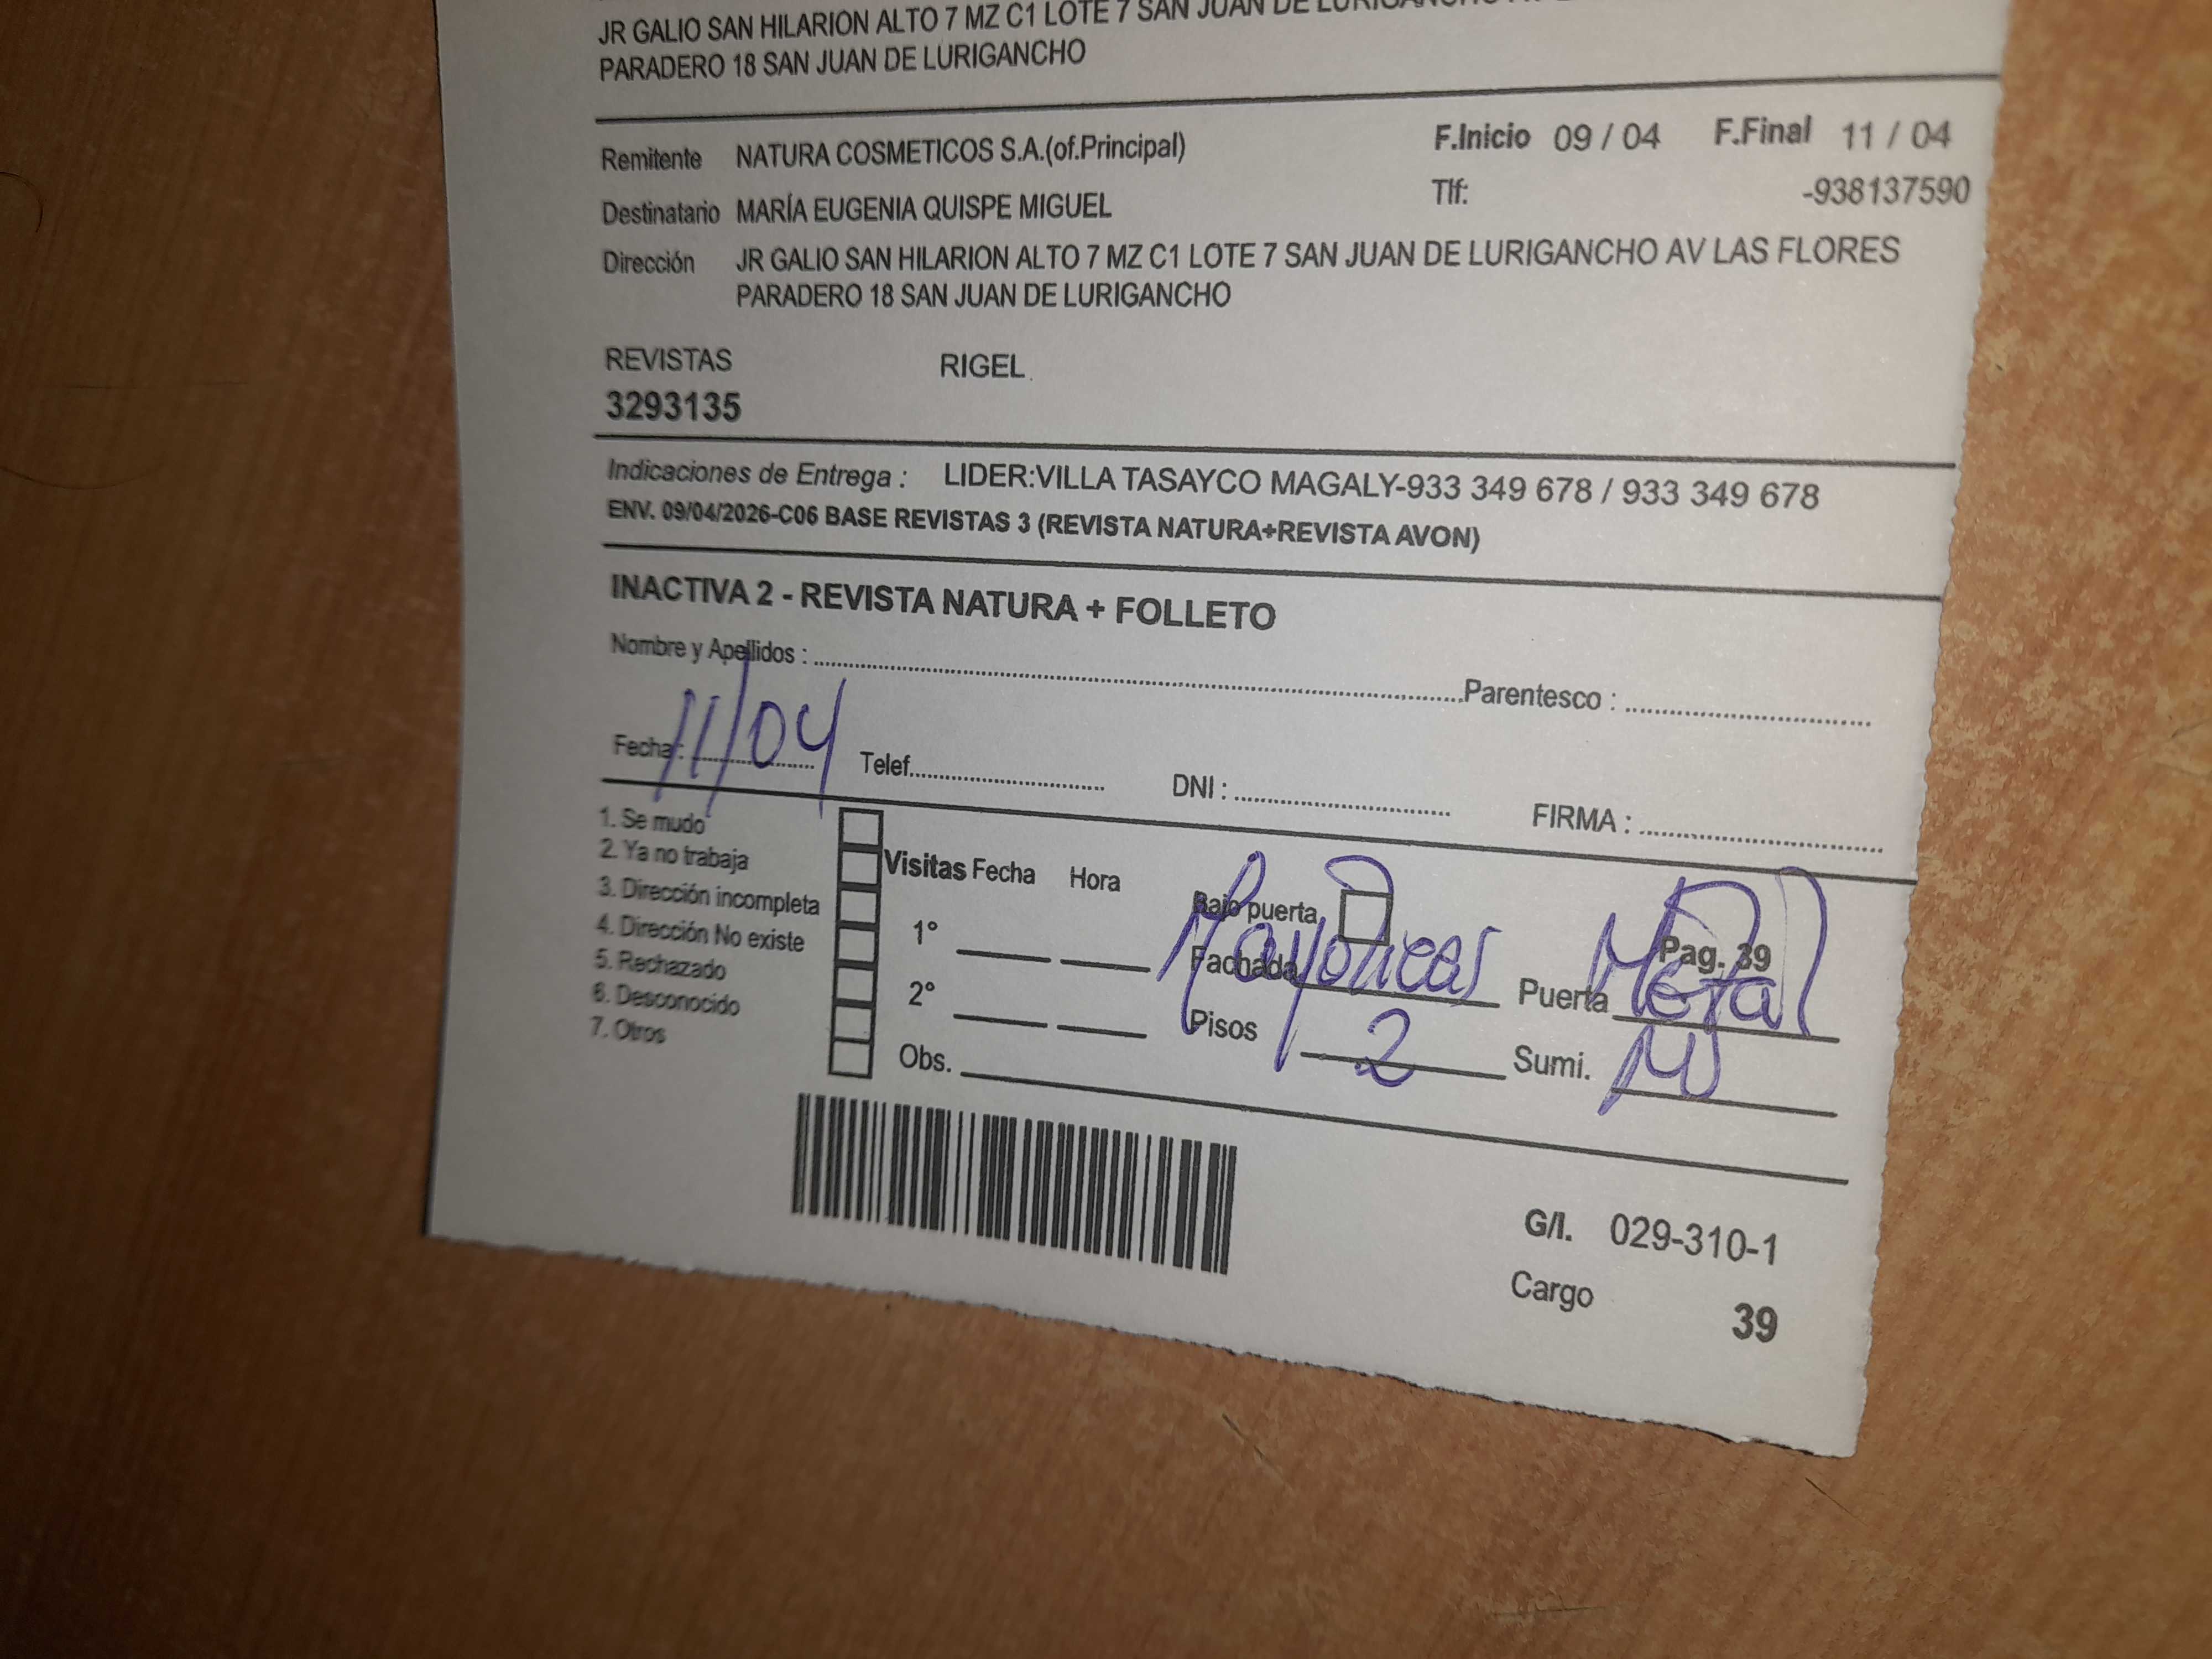 JR GALIO SAN HILARION ALTO 7 MZ C1 LOTE 7 SAN JUAN DE LURIGANCHO
PARADERO 18 SAN JUAN DE LURIGANCHO
Remitente NATURA COSMETICOS S.A.(of.Principal) F.Inicio 09 / 04 F.Final 11 / 04
Destinatario MARÍA EUGENIA QUISPE MIGUEL Tlf: -938137590
Dirección JR GALIO SAN HILARION ALTO 7 MZ C1 LOTE 7 SAN JUAN DE LURIGANCHO AV LAS FLORES
PARADERO 18 SAN JUAN DE LURIGANCHO
REVISTAS RIGEL
3293135
Indicaciones de Entrega : LIDER:VILLA TASAYCO MAGALY-933 349 678 / 933 349 678
ENV. 09/04/2026-C06 BASE REVISTAS 3 (REVISTA NATURA+REVISTA AVON)
INACTIVA 2 - REVISTA NATURA + FOLLETO
Nombre y Apellidos : Parentesco :
Fecha : 11/04 Telef. DNI : FIRMA :
1. Se mudo
2. Ya no trabaja
3. Dirección incompleta
4. Dirección No existe
5. Rechazado
6. Desconocido
7. Otros
Visitas Fecha Hora
1°
2°
Obs.
Bajo puerta Pag. 39
Fachada Mayolicas Puerta Metal
Pisos 2 Sumi.
G/I. 029-310-1
Cargo 39